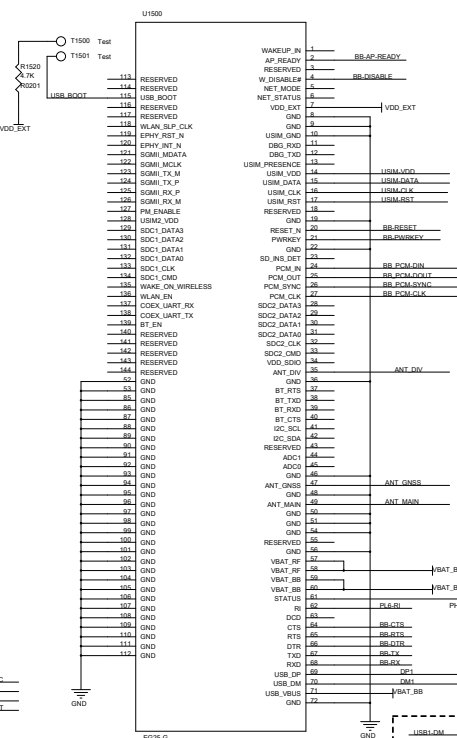 U1500
T1500 Test
T1501 Test
R1520
4.7K
R0201
USB_BOOT
VDD_EXT
113 RESERVED
114 RESERVED
115 USB_BOOT
116 RESERVED
117 RESERVED
118 WLAN_SLP_CLK
119 EPHY_RST_N
120 EPHY_INT_N
121 SGMII_MDATA
122 SGMII_MCLK
123 SGMII_TX_M
124 SGMII_TX_P
125 SGMII_RX_P
126 SGMII_RX_M
127 PM_ENABLE
128 USIM2_VDD
129 SDC1_DATA3
130 SDC1_DATA2
131 SDC1_DATA1
132 SDC1_DATA0
133 SDC1_CLK
134 SDC1_CMD
135 WAKE_ON_WIRELESS
136 WLAN_EN
137 COEX_UART_RX
138 COEX_UART_TX
139 BT_EN
140 RESERVED
141 RESERVED
142 RESERVED
143 RESERVED
144 RESERVED
52 GND
53 GND
85 GND
86 GND
87 GND
88 GND
89 GND
90 GND
91 GND
92 GND
93 GND
94 GND
95 GND
96 GND
97 GND
98 GND
99 GND
100 GND
101 GND
102 GND
103 GND
104 GND
105 GND
106 GND
107 GND
108 GND
109 GND
110 GND
111 GND
112 GND
GND
WAKEUP_IN 1
AP_READY 2 BB-AP-READY
RESERVED 3
W_DISABLE# 4 BB-DISABLE
NET_MODE 5
NET_STATUS 6
VDD_EXT 7 VDD_EXT
GND 8
GND 9
USIM_GND 10
DBG_RXD 11
DBG_TXD 12
USIM_PRESENCE 13
USIM_VDD 14 USIM-VDD
USIM_DATA 15 USIM-DATA
USIM_CLK 16 USIM-CLK
USIM_RST 17 USIM-RST
RESERVED 18
GND 19
RESET_N 20 BB-RESET
PWRKEY 21 BB-PWRKEY
GND 22
SD_INS_DET 23
PCM_IN 24 BB_PCM-DIN
PCM_OUT 25 BB_PCM-DOUT
PCM_SYNC 26 BB_PCM-SYNC
PCM_CLK 27 BB_PCM-CLK
SDC2_DATA3 28
SDC2_DATA2 29
SDC2_DATA1 30
SDC2_DATA0 31
SDC2_CLK 32
SDC2_CMD 33
VDD_SDIO 34
ANT_DIV 35 ANT_DIV
GND 36
BT_RTS 37
BT_TXD 38
BT_RXD 39
BT_CTS 40
I2C_SCL 41
I2C_SDA 42
RESERVED 43
ADC1 44
ADC0 45
GND 46
ANT_GNSS 47 ANT_GNSS
GND 48
ANT_MAIN 49 ANT_MAIN
GND 50
GND 51
GND 54
RESERVED 55
GND 56
VBAT_RF 57
VBAT_RF 58 VBAT_B
VBAT_BB 59
VBAT_BB 60 VBAT_B
STATUS 61
RI 62 PL6-RI PH
DCD 63
CTS 64 BB-CTS
RTS 65 BB-RTS
DTR 66 BB-DTR
TXD 67 BB-TX
RXD 68 BB-RX
USB_DP 69 DP1
USB_DM 70 DM1
USB_VBUS 71 VBAT_BB
GND 72
GND
USB1-DM
EG25-G
C
T